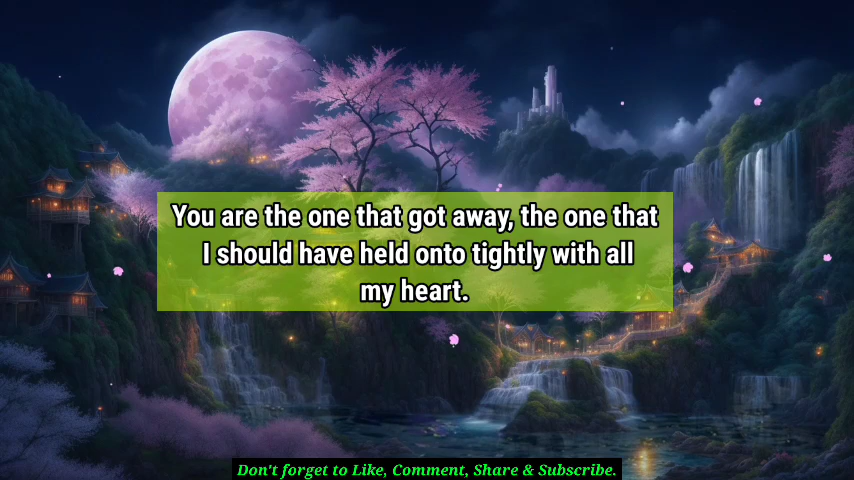 You are the one that got away, the one that
I should have held onto tightly with all
my heart.
Don't forget to Like, Comment, Share & Subscribe.